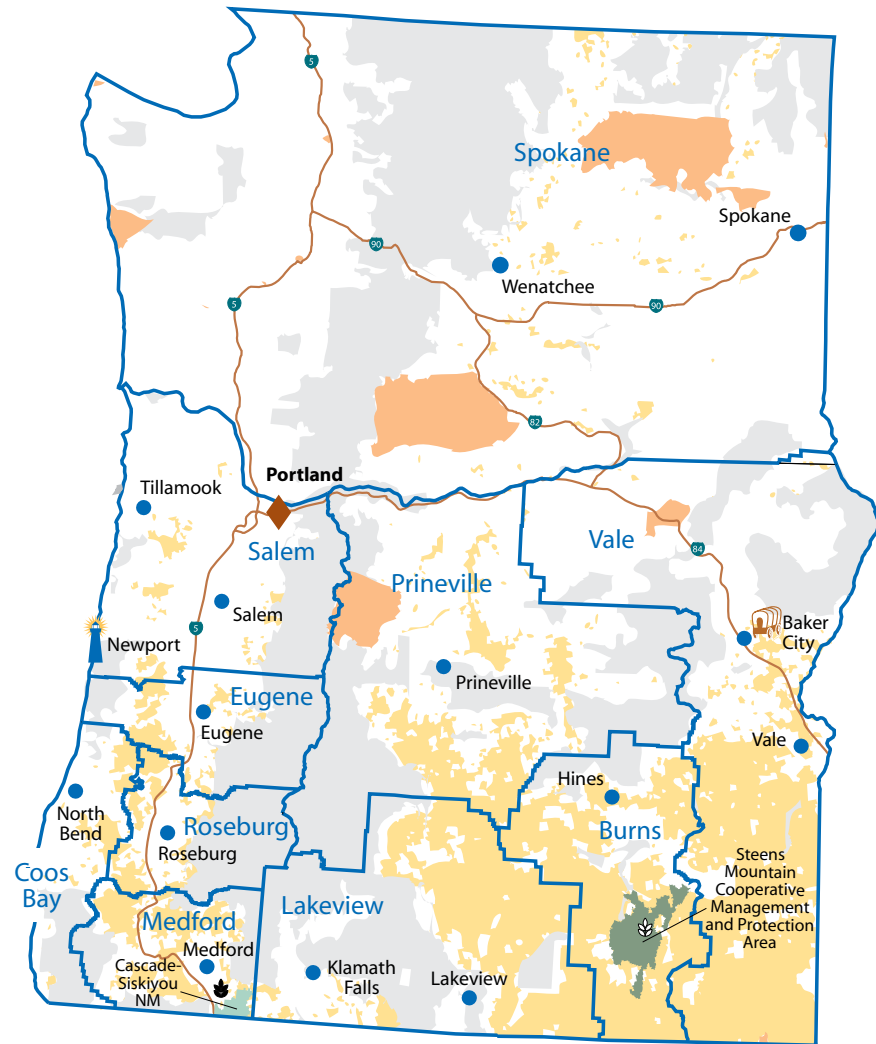 5
Spokane
Spokane
90
Wenatchee
5
90
82
Portland
Tillamook
Salem
Vale
84
Prineville
Salem
5
Newport
Baker
City
Prineville
Eugene
Eugene
Vale
Hines
North
Bend
Roseburg
Roseburg
Burns
Coos
Bay
Steens
Mountain
Cooperative
Management
and Protection
Area
Medford
Lakeview
Medford
Cascade-
Siskiyou
NM
Klamath
Falls
Lakeview